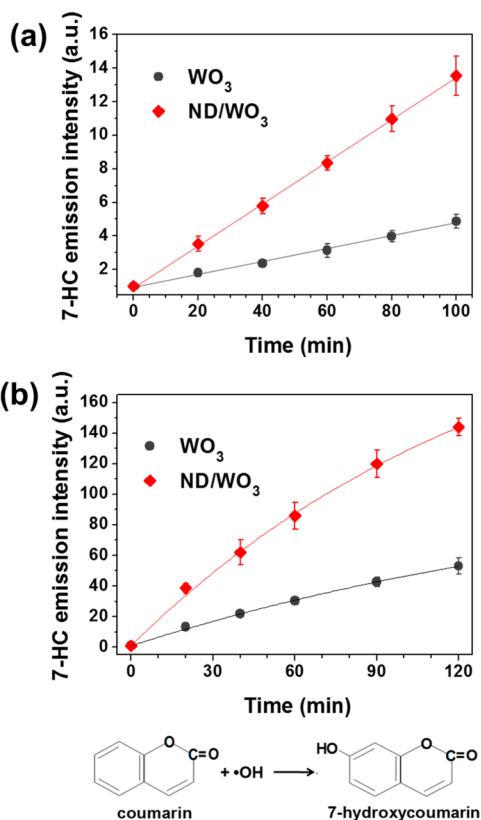 (a)
7-HC emission intensity (a.u.)
16
14
12
10
8
6
4
2
WO3
ND/WO3
0 20 40 60 80 100
Time (min)
(b)
7-HC emission intensity (a.u.)
160
140
120
100
80
60
40
20
0
WO3
ND/WO3
0 30 60 90 120
Time (min)
O
C=O
+ •OH
HO
O
C=O
coumarin
7-hydroxycoumarin